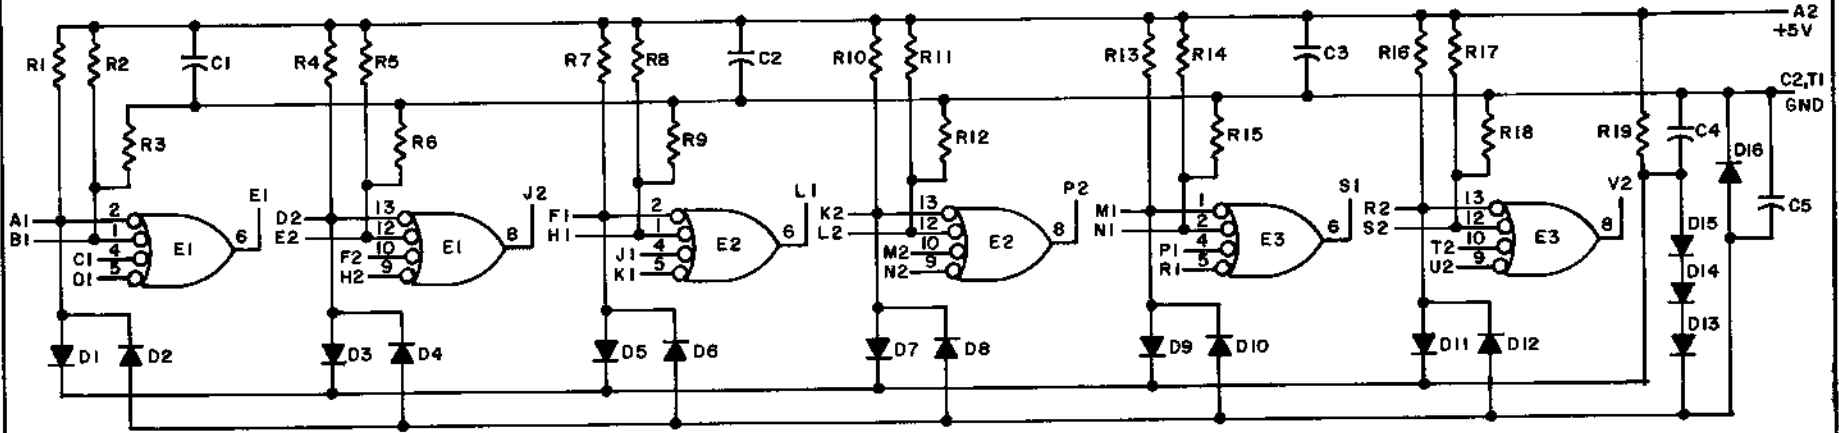 A2
+5V
R1
R2
C1
R4
R5
R7
R8
C2
R10
R11
R13
R14
C3
R16
R17
C2,T1
GND
R3
R6
R9
R12
R15
R18
R19
C4
D16
C5
A1
B1
C1
D1
2
1
4
5
E1
6
E1
D2
E2
F2
H2
13
12
10
9
E1
8
J2
F1
H1
J1
K1
2
1
4
5
E2
6
L1
K2
L2
M2
N2
13
12
10
9
E2
8
P2
M1
N1
P1
R1
1
2
4
5
E3
6
S1
R2
S2
T2
U2
13
12
10
9
E3
8
V2
D15
D14
D13
D1
D2
D3
D4
D5
D6
D7
D8
D9
D10
D11
D12